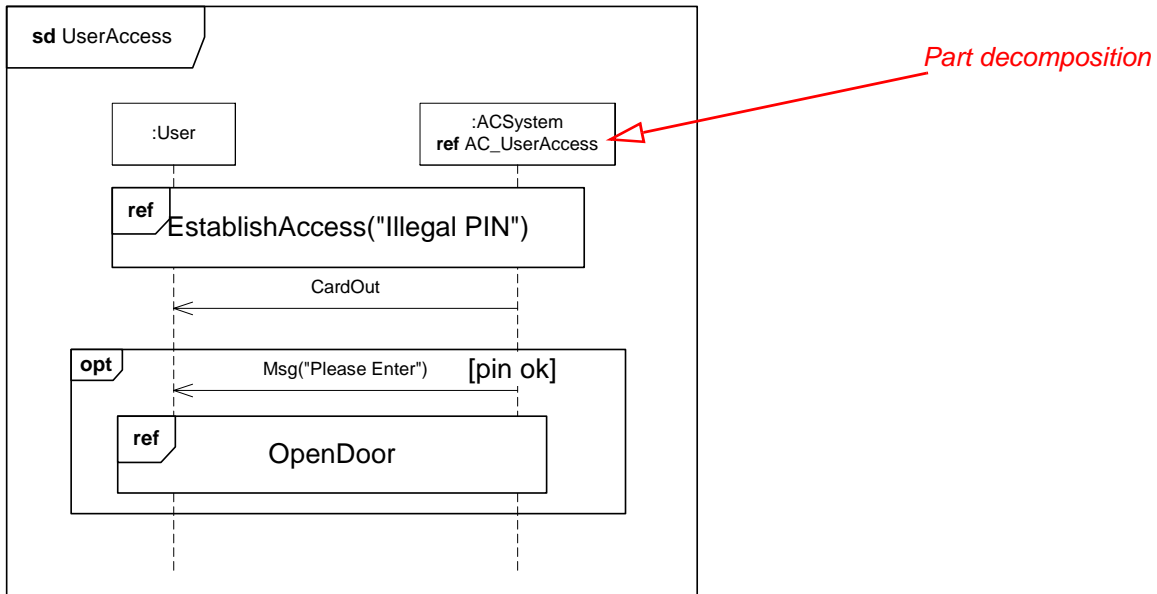 sd UserAccess
Part decomposition
:User
:ACSystem
ref AC_UserAccess
ref
EstablishAccess("Illegal PIN")
CardOut
opt
Msg("Please Enter")
[pin ok]
ref
OpenDoor